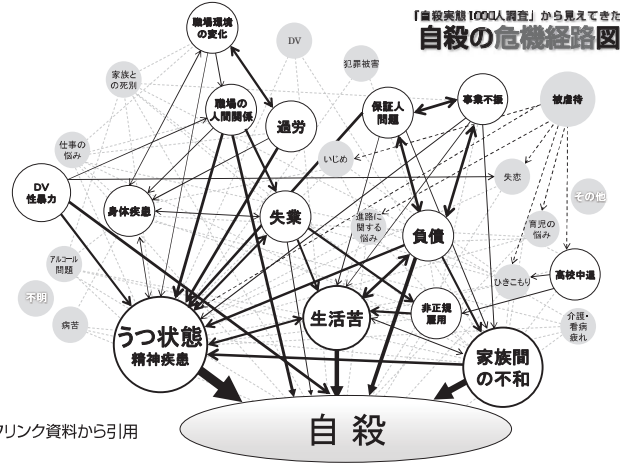 「自殺実態1000人調査」から見えてきた
自殺の危機経路図
職場環境
の変化
DV
犯罪被害
家族と
の死別
職場の
人間関係
過労
保証人
問題
事業不振
被虐待
仕事の
悩み
いじめ
失恋
DV
性暴力
身体疾患
失業
進路に
関する
悩み
負債
育児の
悩み
その他
アルコール
問題
ひきこもり
高校中退
不明
病苦
うつ状態
精神疾患
生活苦
非正規
雇用
介護・
看病
疲れ
家族間
の不和
自殺
フリンク資料から引用